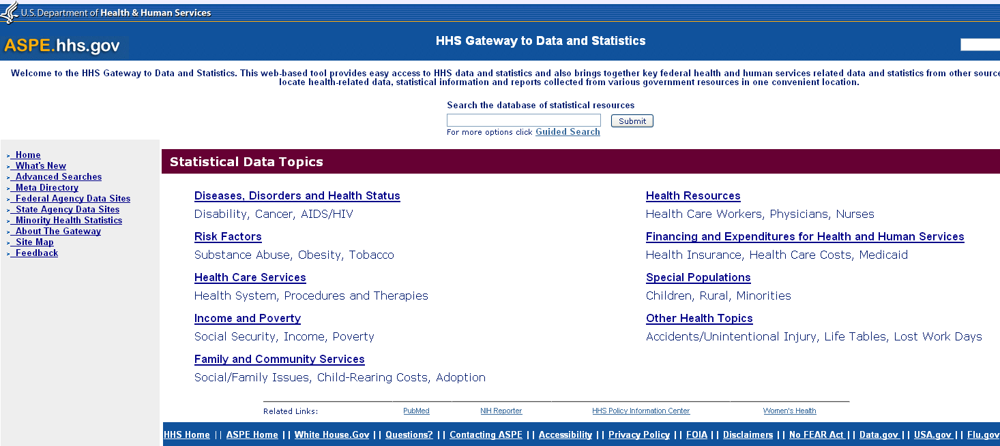 U.S. Department of Health & Human Services
ASPE.hhs.gov
HHS Gateway to Data and Statistics
Welcome to the HHS Gateway to Data and Statistics. This web-based tool provides easy access to HHS data and statistics and also brings together key federal health and human services related data and statistics from other source
locate health-related data, statistical information and reports collected from various government resources in one convenient location.
Search the database of statistical resources
Submit
For more options click Guided Search
> Home
> What's New
> Advanced Searches
> Meta Directory
> Federal Agency Data Sites
> State Agency Data Sites
> Minority Health Statistics
> About The Gateway
> Site Map
> Feedback
Statistical Data Topics
Diseases, Disorders and Health Status
Disability, Cancer, AIDS/HIV
Risk Factors
Substance Abuse, Obesity, Tobacco
Health Care Services
Health System, Procedures and Therapies
Income and Poverty
Social Security, Income, Poverty
Family and Community Services
Social/Family Issues, Child-Rearing Costs, Adoption
Health Resources
Health Care Workers, Physicians, Nurses
Financing and Expenditures for Health and Human Services
Health Insurance, Health Care Costs, Medicaid
Special Populations
Children, Rural, Minorities
Other Health Topics
Accidents/Unintentional Injury, Life Tables, Lost Work Days
Related Links: PubMed NIH Reporter HHS Policy Information Center Women's Health
HHS Home || ASPE Home || White House.Gov || Questions? || Contacting ASPE || Accessibility || Privacy Policy || FOIA || Disclaimers || No FEAR Act || Data.gov || USA.gov || Flu.gov